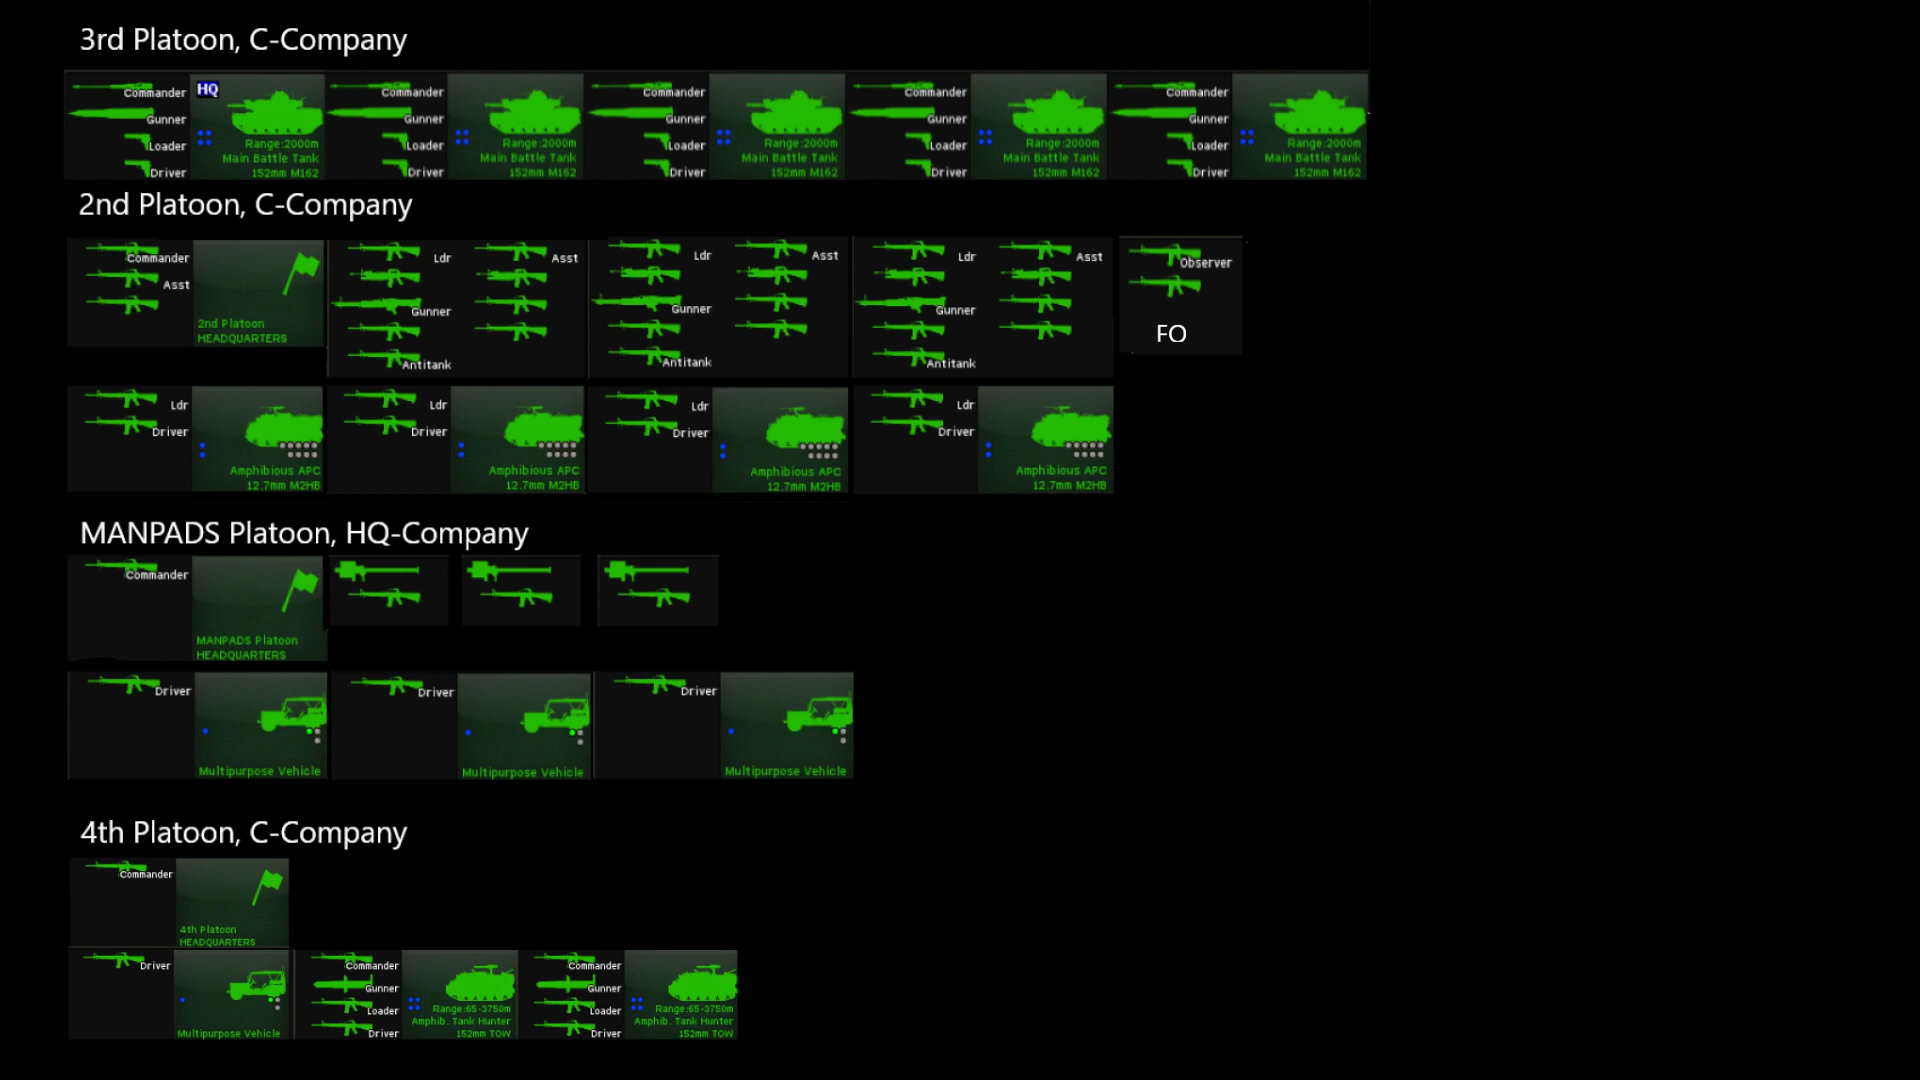 3rd Platoon, C-Company
Commander
Gunner
Loader
Driver
HQ
Range:2000m
Main Battle Tank
152mm M162
Commander
Gunner
Loader
Driver
Range:2000m
Main Battle Tank
152mm M162
Commander
Gunner
Loader
Driver
Range:2000m
Main Battle Tank
152mm M162
Commander
Gunner
Loader
Driver
Range:2000m
Main Battle Tank
152mm M162
Commander
Gunner
Loader
Driver
Range:2000m
Main Battle Tank
152mm M162
2nd Platoon, C-Company
Commander
Asst
2nd Platoon
HEADQUARTERS
Ldr
Gunner
Antitank
Asst
Ldr
Gunner
Antitank
Asst
Ldr
Gunner
Antitank
Asst
Observer
FO
Ldr
Driver
Amphibious APC
12.7mm M2HB
Ldr
Driver
Amphibious APC
12.7mm M2HB
Ldr
Driver
Amphibious APC
12.7mm M2HB
Ldr
Driver
Amphibious APC
12.7mm M2HB
MANPADS Platoon, HQ-Company
Commander
MANPADS Platoon
HEADQUARTERS
Driver
Multipurpose Vehicle
Driver
Multipurpose Vehicle
Driver
Multipurpose Vehicle
4th Platoon, C-Company
Commander
4th Platoon
HEADQUARTERS
Driver
Multipurpose Vehicle
Commander
Gunner
Loader
Driver
Range:65-3750m
Amphib. Tank Hunter
152mm TOW
Commander
Gunner
Loader
Driver
Range:65-3750m
Amphib. Tank Hunter
152mm TOW